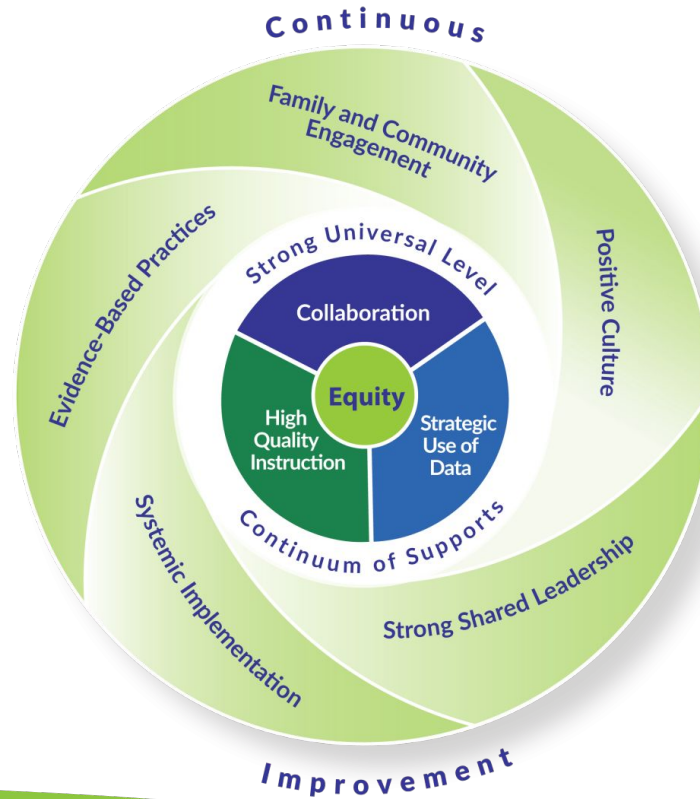 Continuous
Family and Community
Engagement
Positive Culture
Evidence-Based Practices
Strong Universal Level
Collaboration
Equity
High
Quality
Instruction
Strategic
Use of
Data
Continuum of Supports
Systemic Implementation
Strong Shared Leadership
Improvement